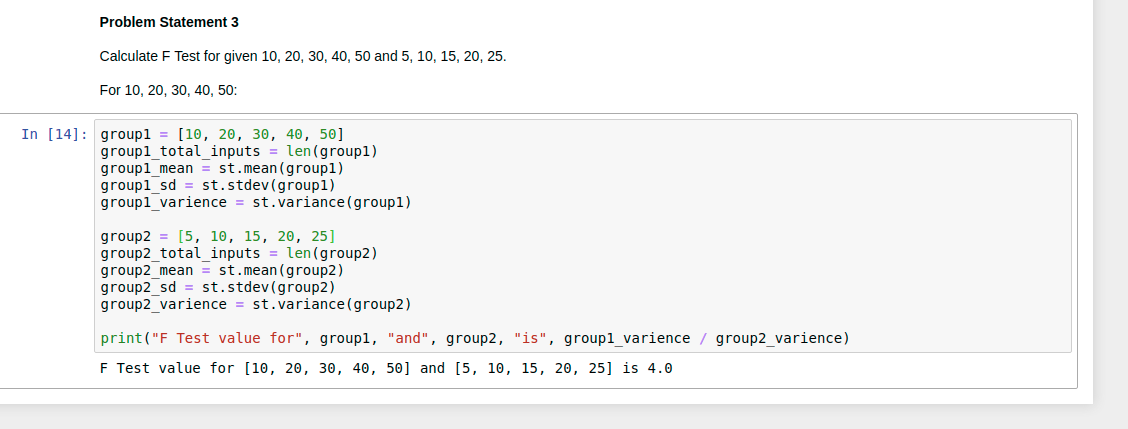 Problem Statement 3
Calculate F Test for given 10, 20, 30, 40, 50 and 5, 10, 15, 20, 25.
For 10, 20, 30, 40, 50:
In [14]:
group1 = [10, 20, 30, 40, 50]
group1_total_inputs = len(group1)
group1_mean = st.mean(group1)
group1_sd = st.stdev(group1)
group1_varience = st.variance(group1)
group2 = [5, 10, 15, 20, 25]
group2_total_inputs = len(group2)
group2_mean = st.mean(group2)
group2_sd = st.stdev(group2)
group2_varience = st.variance(group2)
print("F Test value for", group1, "and", group2, "is", group1_varience / group2_varience)
F Test value for [10, 20, 30, 40, 50] and [5, 10, 15, 20, 25] is 4.0